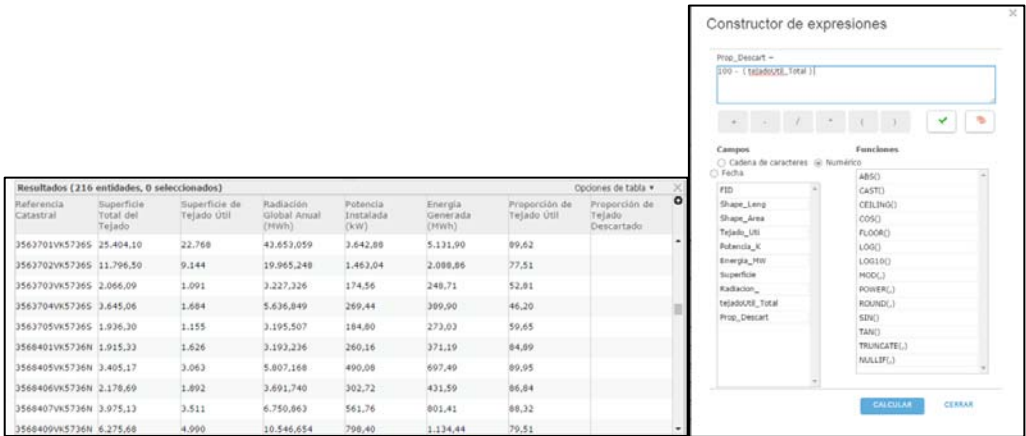 Resultados (216 entidades, 0 seleccionados) Opciones de tabla
Referencia Catastral Superficie Total del Tejado Superficie de Tejado Útil Radiación Global Anual (MWh) Potencia Instalada (kW) Energía Generada (MWh) Proporción de Tejado Útil Proporción de Tejado Descartado
3563701VK5736S 25.404,10 22.768 43.653,059 3.642,88 5.131,90 89,62
3563702VK5736S 11.796,50 9.144 19.965,248 1.463,04 2.088,86 77,51
3563703VK5736S 2.066,09 1.091 3.227,326 174,56 248,71 52,81
3563704VK5736S 3.645,06 1.684 5.636,849 269,44 389,90 46,20
3563705VK5736S 1.936,30 1.155 3.195,507 184,80 273,03 59,65
3568401VK5736N 1.915,33 1.626 3.193,236 260,16 371,19 84,89
3568405VK5736N 3.405,17 3.063 5.807,168 490,08 697,49 89,95
3568406VK5736N 2.178,69 1.892 3.691,740 302,72 431,59 86,84
3568407VK5736N 3.975,13 3.511 6.750,863 561,76 801,41 88,32
3568409VK5736N 6.275,68 4.990 10.546,654 798,40 1.134,44 79,51
Constructor de expresiones
Prop_Descart =
100 - ( tejadoUtil_Total )
+ - / * ( )
Campos
Cadena de caracteres Numérico
Fecha
FID
Shape_Leng
Shape_Area
Tejado_Uti
Potencia_K
Energia_MW
Superficie
Radiacion_
tejadoUtil_Total
Prop_Descart
Funciones
ABS()
CAST()
CEILING()
COS()
FLOOR()
LOG()
LOG10()
MOD(,)
POWER(,)
ROUND(,)
SIN()
TAN()
TRUNCATE(,)
NULLIF(,)
CALCULAR CERRAR